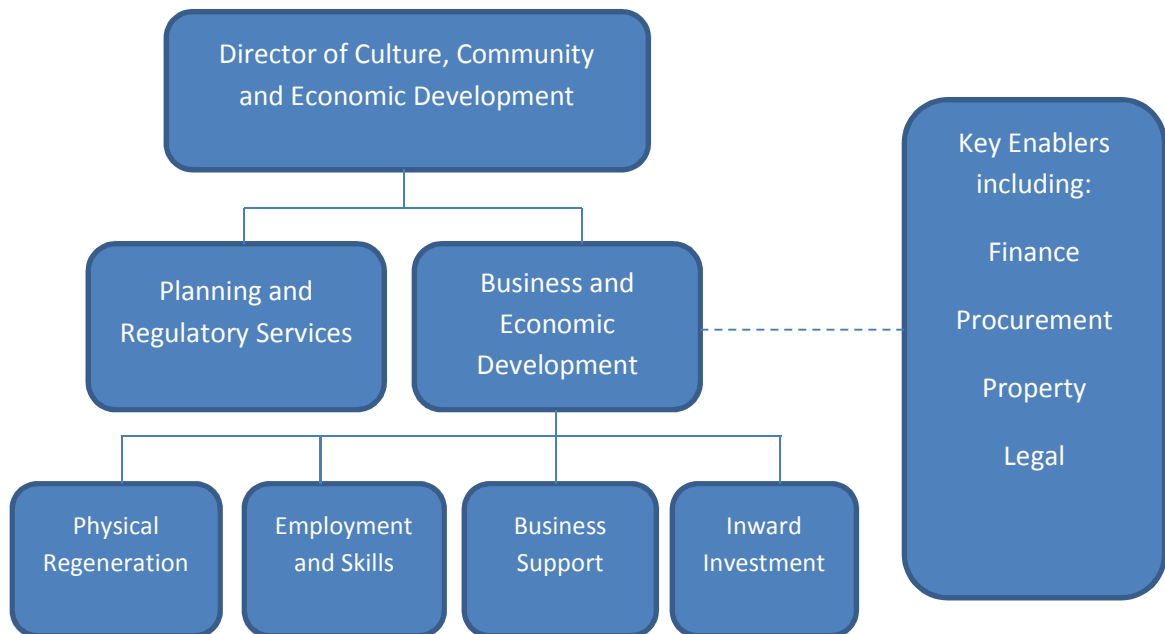 Director of Culture, Community
and Economic Development
Key Enablers
including:
Finance
Procurement
Property
Legal
Planning and
Regulatory Services
Business and
Economic
Development
Physical
Regeneration
Employment
and Skills
Business
Support
Inward
Investment